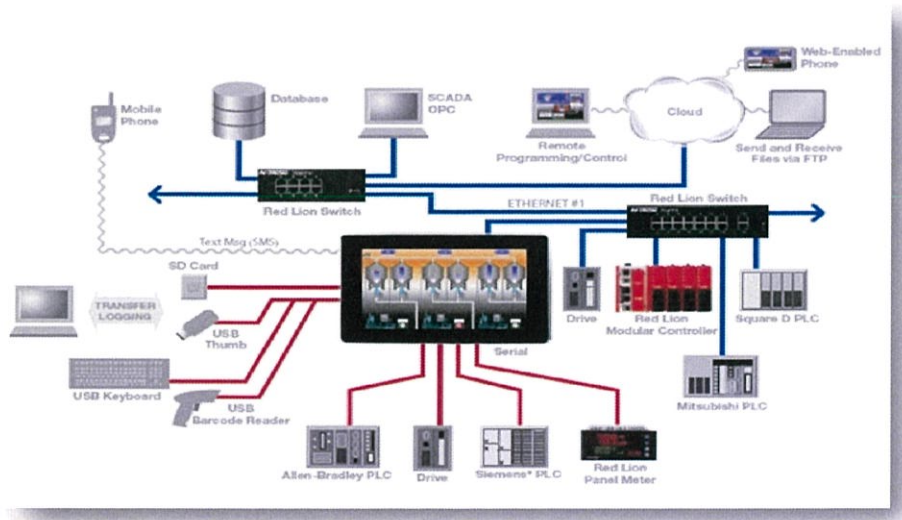 Web-Enabled
Phone
Mobile
Phone
Database
SCADA
OPC
Cloud
Remote
Programming/Control
Send and Receive
Files via FTP
Red Lion Switch
ETHERNET #1
Red Lion Switch
Text Msg (SMS)
SD Card
TRANSFER
LOGGING
USB
Thumb
Serial
Drive
Red Lion
Modular Controller
Square D PLC
USB Keyboard
USB
Barcode Reader
Mitsubishi PLC
Allen-Bradley PLC
Drive
Siemens* PLC
Red Lion
Panel Meter